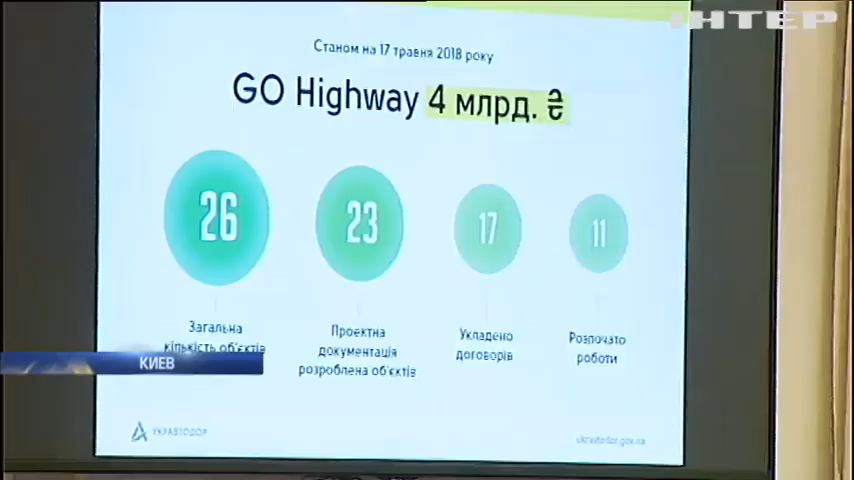 ІНТЕР
Станом на 17 травня 2018 року
GO Highway 4 млрд. ₴
26
23
17
11
Загальна
кількість об'єктів
Проектна
документація
розроблена об'єктів
Укладено
договорів
Розпочато
роботи
КИЕВ
УКРАВТОДОР
ukravtodor.gov.ua